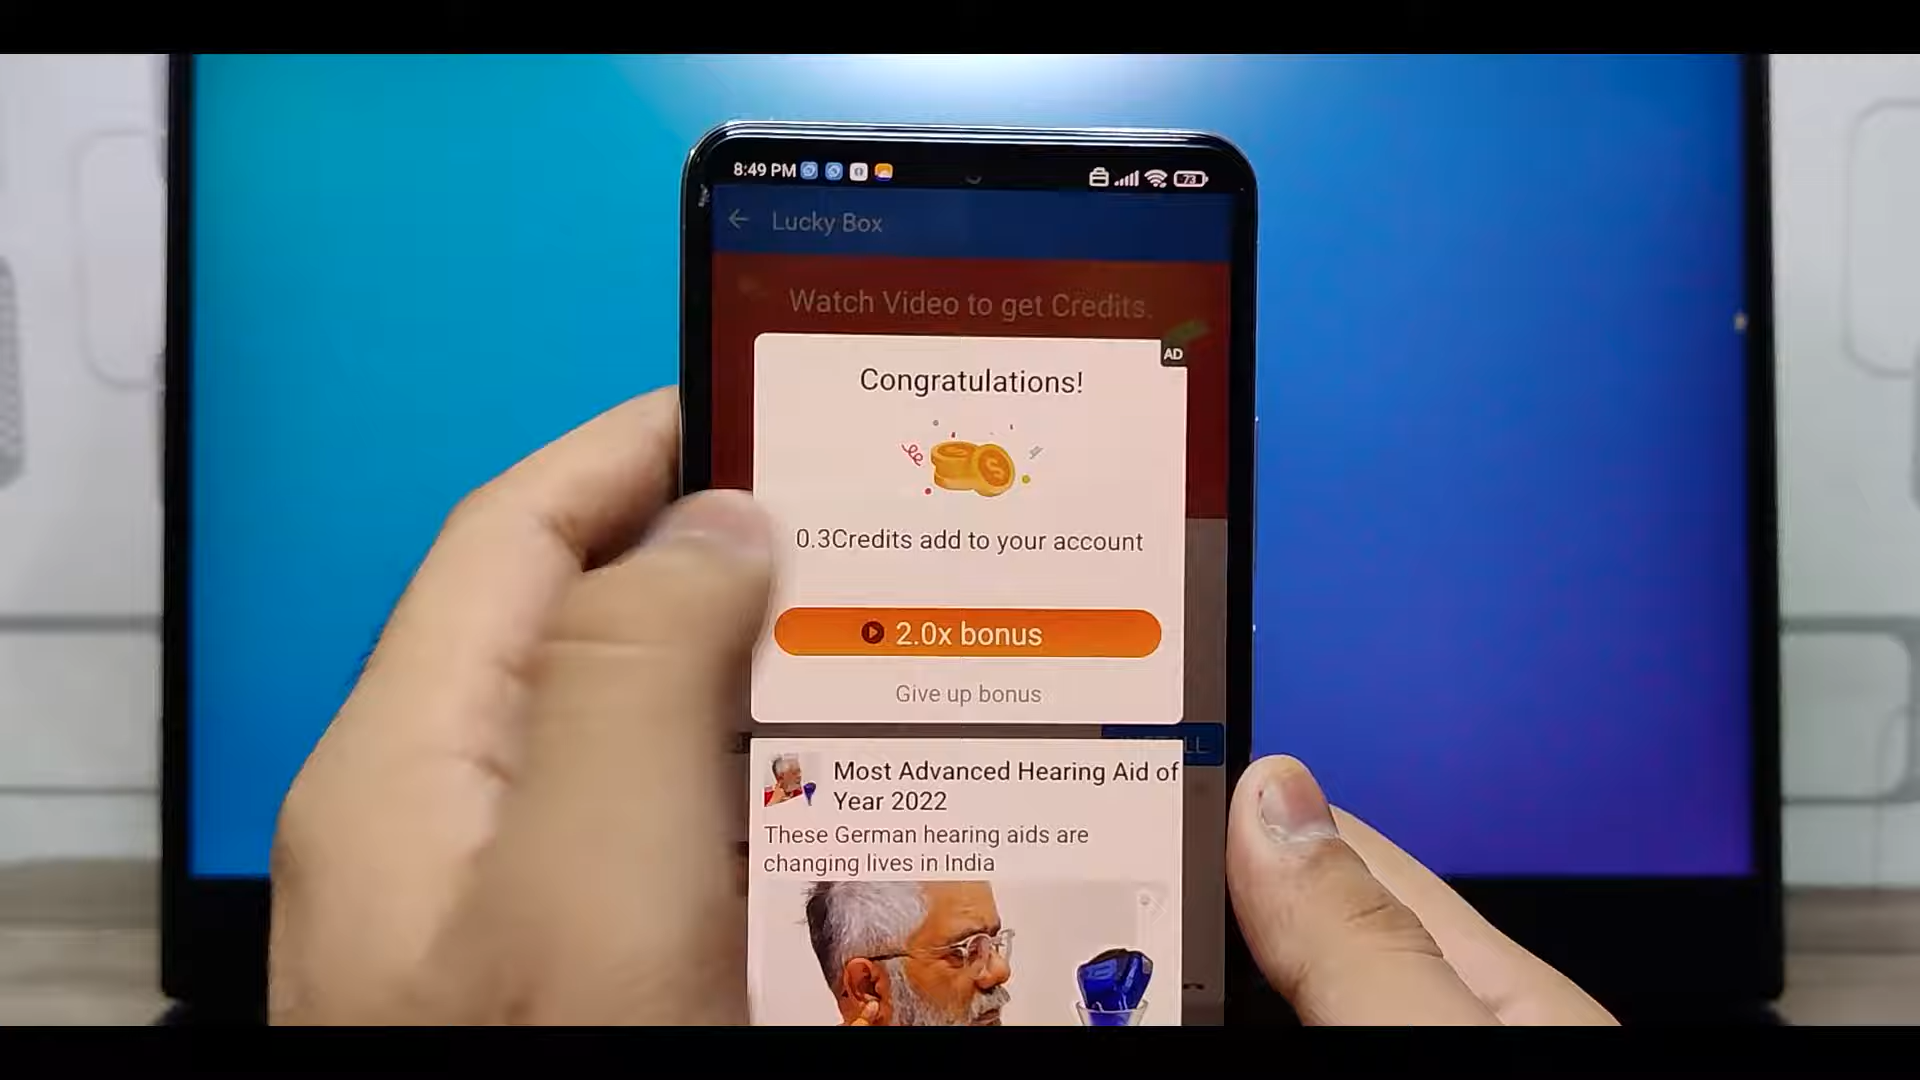 8:49 PM
73
Lucky Box
Watch Video to get Credits.
AD
Congratulations!
0.3Credits add to your account
2.0x bonus
Give up bonus
INSTALL
Most Advanced Hearing Aid of
Year 2022
These German hearing aids are
changing lives in India